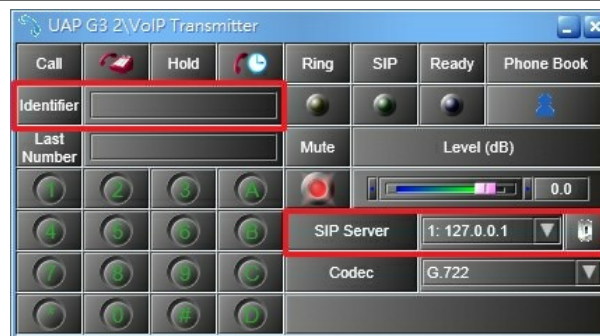 UAP G3 2\VoIP Transmitter
Call Hold Ring SIP Ready Phone Book
Identifier
Last Number Mute Level (dB)
1 2 3 A 0.0
4 5 6 B SIP Server 1: 127.0.0.1
7 8 9 C Codec G.722
* 0 # D